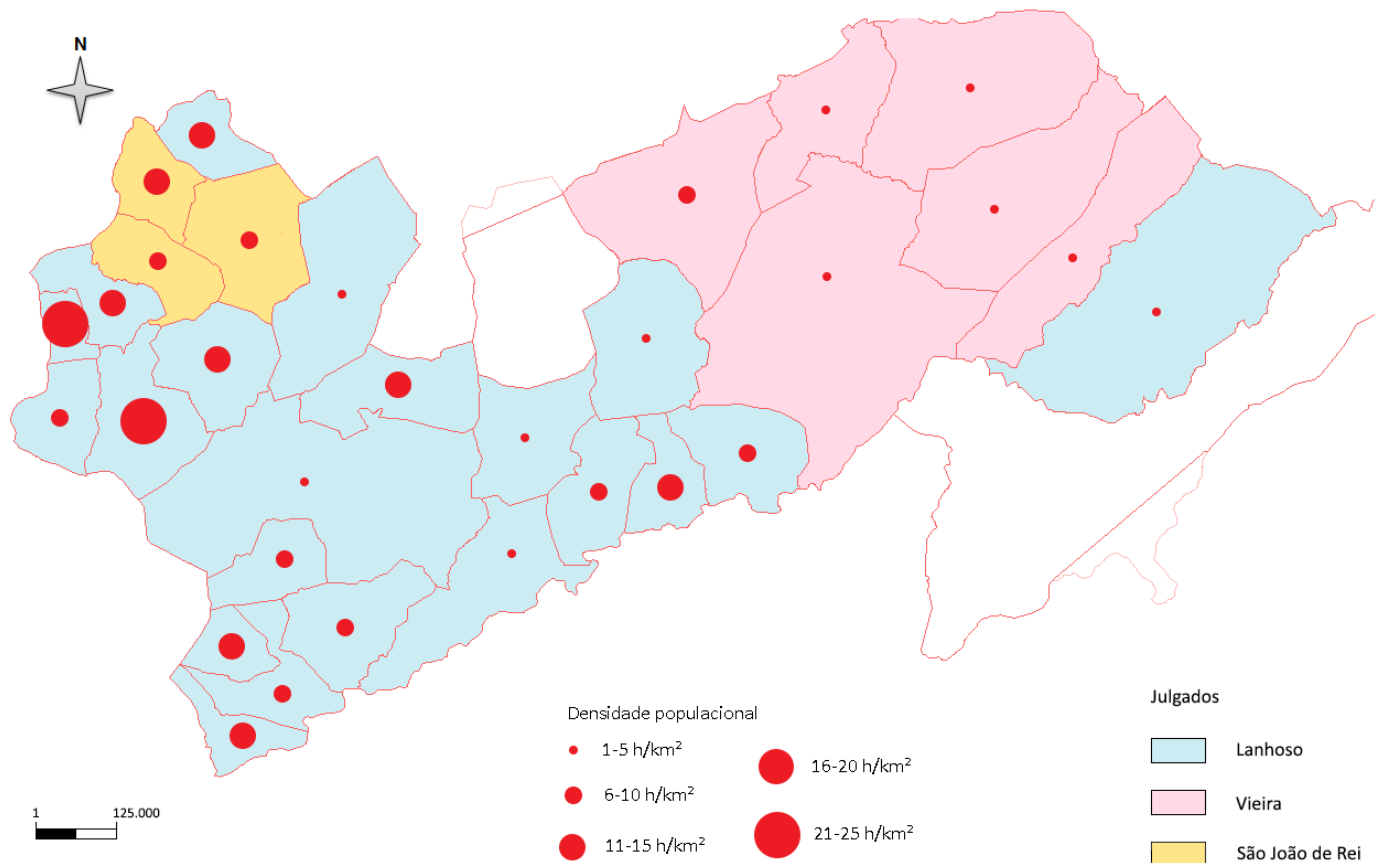 N
Densidade populacional
1-5 h/km²
6-10 h/km²
11-15 h/km²
16-20 h/km²
21-25 h/km²
Julgados
Lanhoso
Vieira
São João de Rei
1 125.000